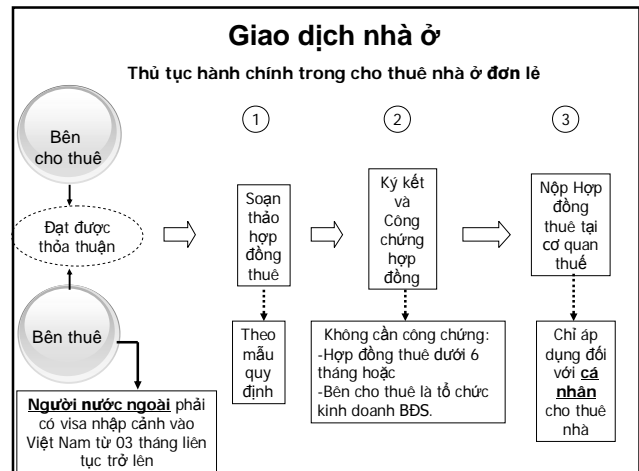 Giao dịch nhà ở
Thủ tục hành chính trong cho thuê nhà ở đơn lẻ
Bên
cho thuê
Đạt được
thỏa thuận
Bên thuê
Người nước ngoài phải
có visa nhập cảnh vào
Việt Nam từ 03 tháng liên
tục trở lên
1
Soạn
thảo
hợp
đồng
thuê
Theo
mẫu
quy
định
2
Ký kết
và
Công
chứng
hợp
đồng
Không cần công chứng:
-Hợp đồng thuê dưới 6
tháng hoặc
-Bên cho thuê là tổ chức
kinh doanh BĐS.
3
Nộp Hợp
đồng
thuê tại
cơ quan
thuế
Chỉ áp
dụng đối
với cá
nhân
cho thuê
nhà